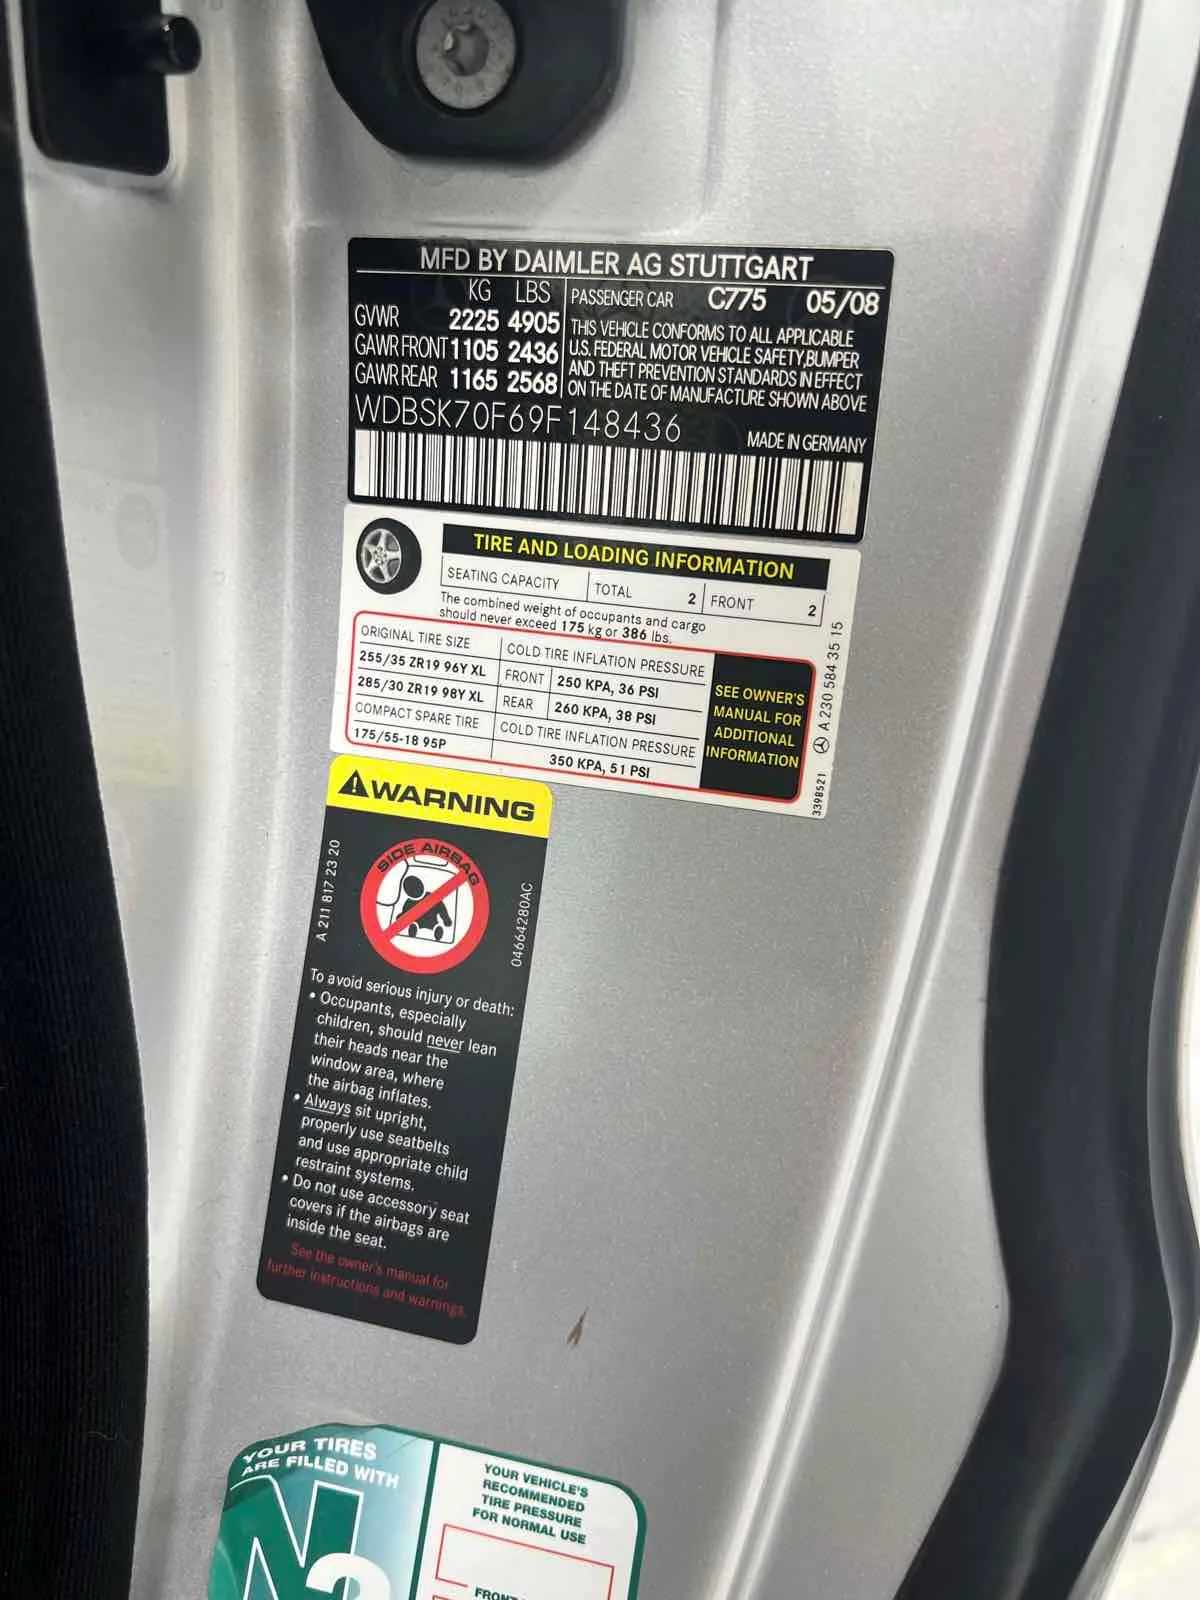 MFD BY DAIMLER AG STUTTGART
KG LBS
GVWR 2225 4905
GAWR FRONT 1105 2436
GAWR REAR 1165 2568
PASSENGER CAR C775 05/08
THIS VEHICLE CONFORMS TO ALL APPLICABLE
U.S. FEDERAL MOTOR VEHICLE SAFETY,BUMPER
AND THEFT PREVENTION STANDARDS IN EFFECT
ON THE DATE OF MANUFACTURE SHOWN ABOVE
WDBSK70F69F148436
MADE IN GERMANY
TIRE AND LOADING INFORMATION
SEATING CAPACITY TOTAL 2 FRONT 2
The combined weight of occupants and cargo
should never exceed 175 kg or 386 lbs.
ORIGINAL TIRE SIZE COLD TIRE INFLATION PRESSURE
255/35 ZR19 96Y XL FRONT 250 KPA, 36 PSI
285/30 ZR19 98Y XL REAR 260 KPA, 38 PSI
COMPACT SPARE TIRE COLD TIRE INFLATION PRESSURE
175/55-18 95P 350 KPA, 51 PSI
SEE OWNER'S
MANUAL FOR
ADDITIONAL
INFORMATION
3398521 A 230 584 35 15
WARNING
SIDE AIRBAG
A 211 817 23 20
04664280AC
To avoid serious injury or death:
• Occupants, especially
children, should never lean
their heads near the
window area, where
the airbag inflates.
• Always sit upright,
properly use seatbelts
and use appropriate child
restraint systems.
• Do not use accessory seat
covers if the airbags are
inside the seat.
See the owner's manual for
further instructions and warnings.
YOUR TIRES
ARE FILLED WITH
N2
YOUR VEHICLE'S
RECOMMENDED
TIRE PRESSURE
FOR NORMAL USE
FRONT